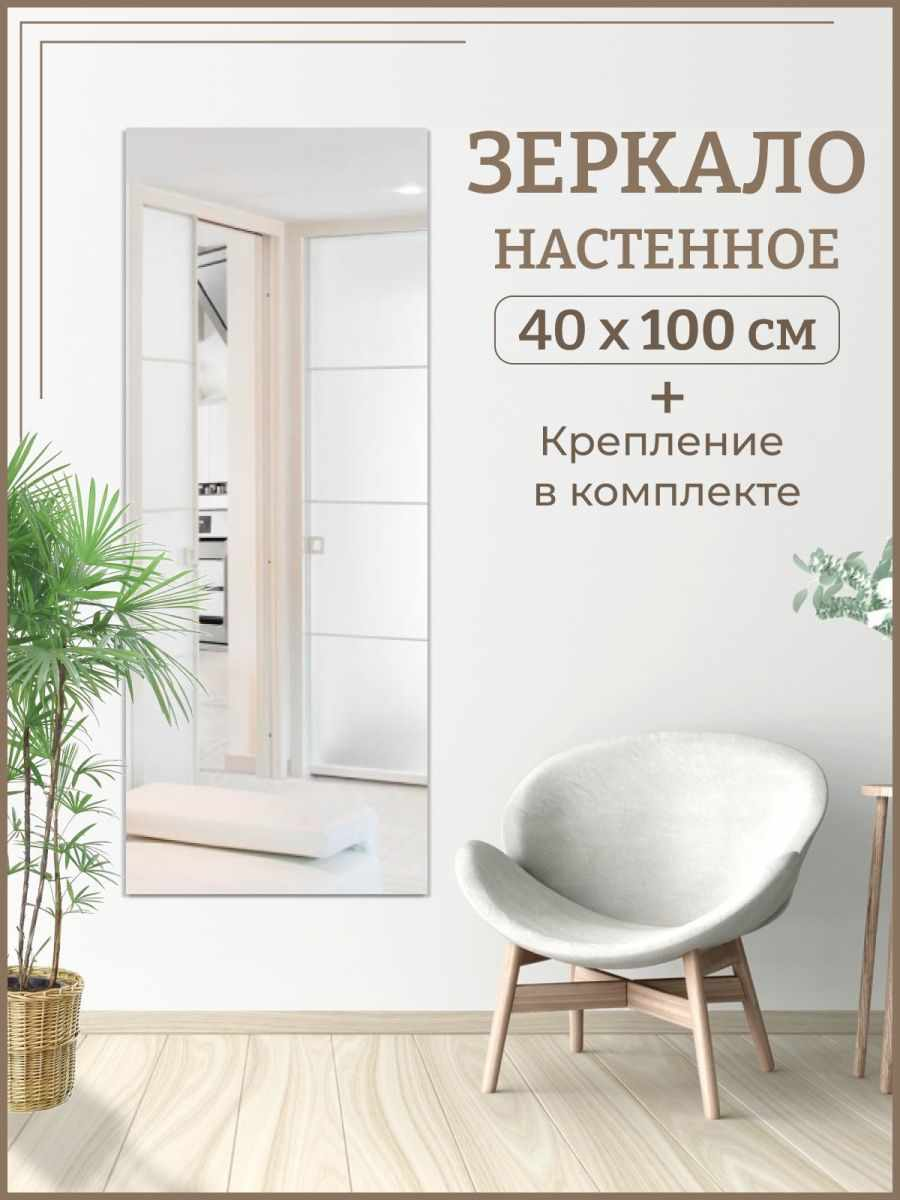 ЗЕРКАЛО
НАСТЕННОЕ
40 х 100 см
+
Крепление
в комплекте